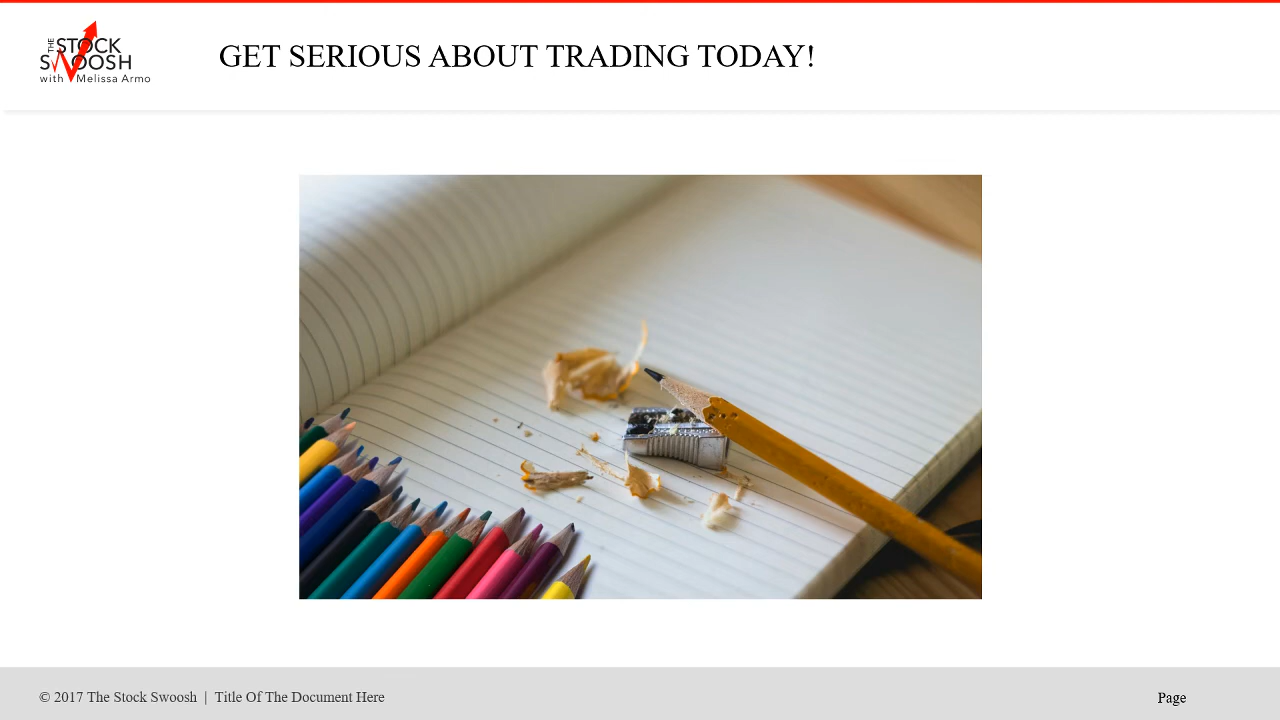 THE
STOCK
SWOOSH
with Melissa Armo
GET SERIOUS ABOUT TRADING TODAY!
© 2017 The Stock Swoosh | Title Of The Document Here
Page